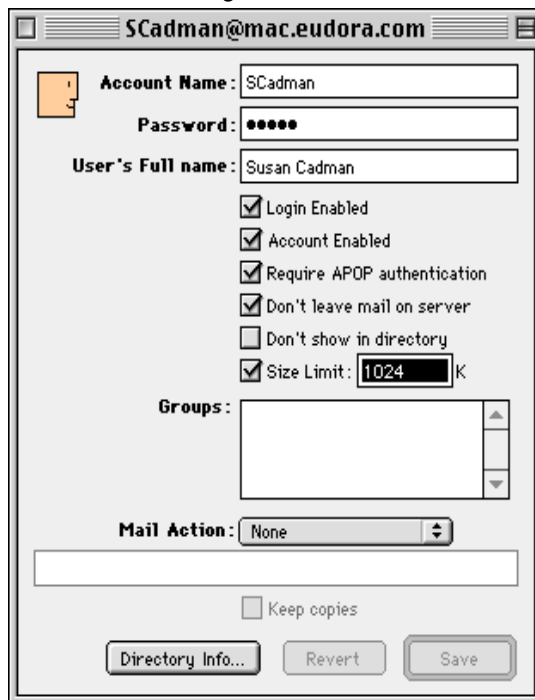 SCadman@mac.eudora.com
Account Name: SCadman
Password: •••••
User's Full name: Susan Cadman
Login Enabled
Account Enabled
Require APOP authentication
Don't leave mail on server
Don't show in directory
Size Limit: 1024 K
Groups:
Mail Action: None
Keep copies
Directory Info... Revert Save